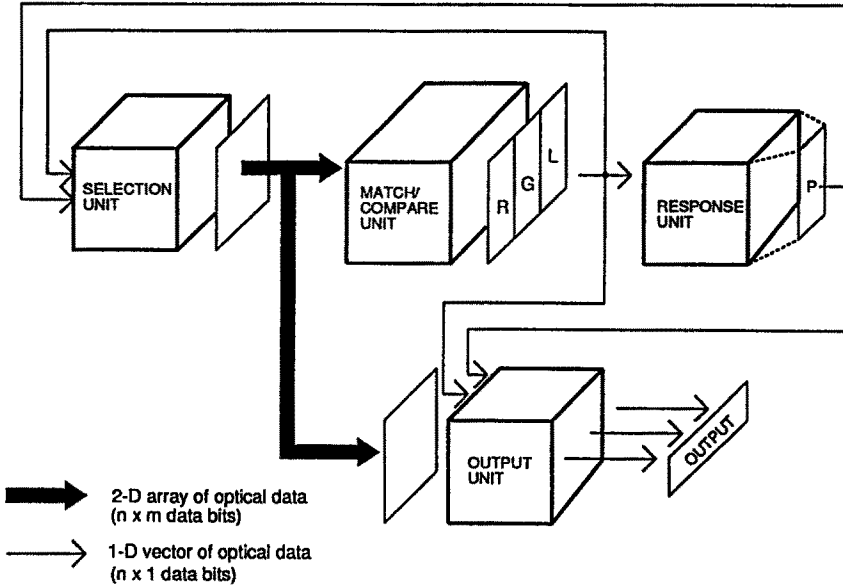 SELECTION
UNIT
MATCH/
COMPARE
UNIT
R
G
L
RESPONSE
UNIT
P
OUTPUT
UNIT
OUTPUT
2-D array of optical data
(n x m data bits)
1-D vector of optical data
(n x 1 data bits)